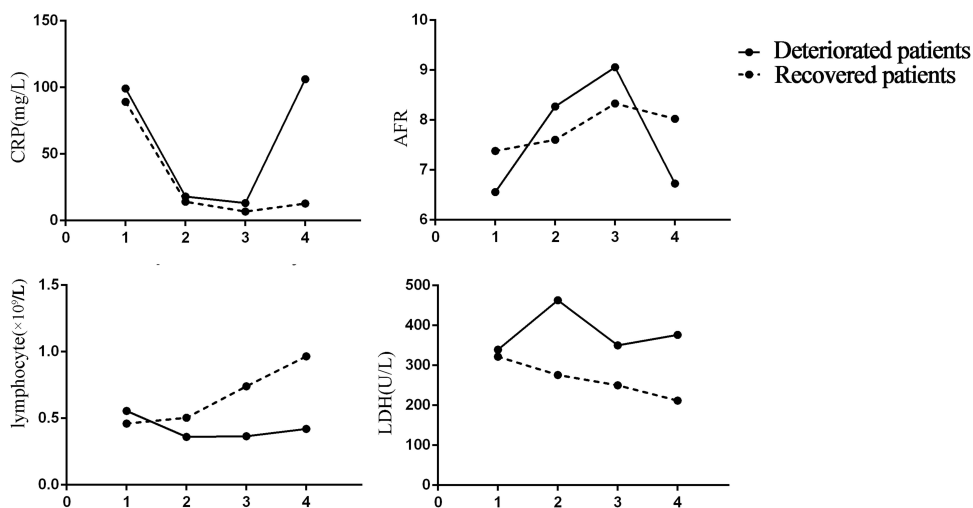 150
100
50
0
CRP(mg/L)
0 1 2 3 4
10
9
8
7
6
AFR
0 1 2 3 4
Deteriorated patients
Recovered patients
1.5
1.0
0.5
0.0
lymphocyte(×10⁹/L)
0 1 2 3 4
500
400
300
200
100
0
LDH(U/L)
0 1 2 3 4